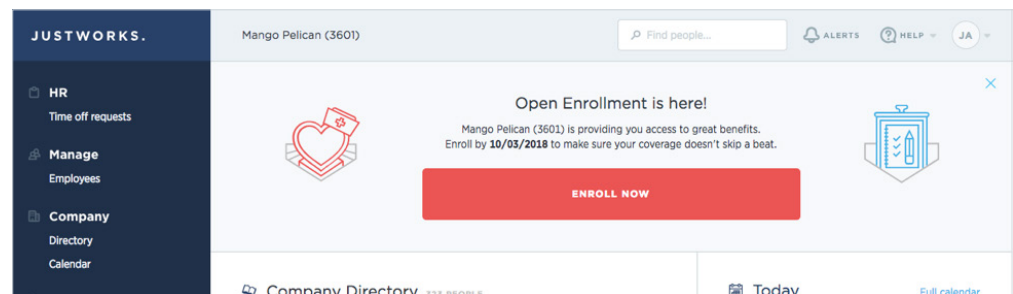 JUSTWORKS.
Mango Pelican (3601)
Find people...
ALERTS
HELP
JA
HR
Time off requests
Manage
Employees
Company
Directory
Calendar
Open Enrollment is here!
Mango Pelican (3601) is providing you access to great benefits.
Enroll by 10/03/2018 to make sure your coverage doesn't skip a beat.
ENROLL NOW
Company Directory
Today
Full calendar